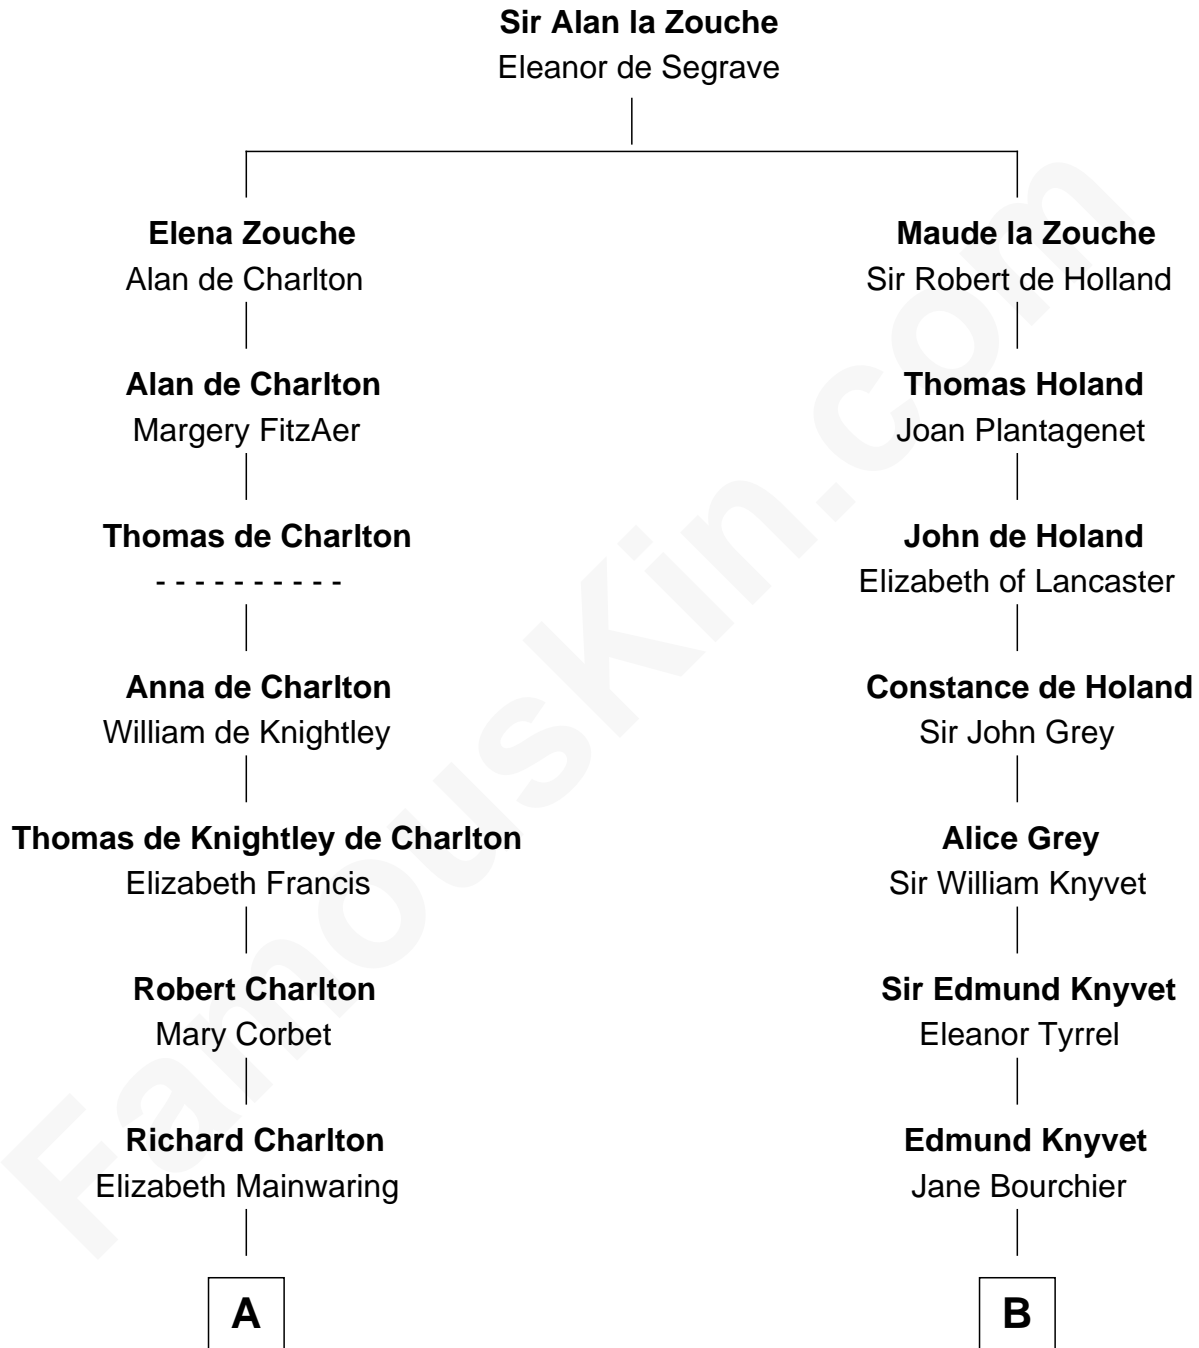 Sir Alan la Zouche
Eleanor de Segrave
Elena Zouche
Alan de Charlton
Maude la Zouche
Sir Robert de Holland
Alan de Charlton
Margery FitzAer
Thomas Holand
Joan Plantagenet
Thomas de Charlton
- - - - - - - - - -
John de Holand
Elizabeth of Lancaster
Anna de Charlton
William de Knightley
Constance de Holand
Sir John Grey
Thomas de Knightley de Charlton
Elizabeth Francis
Alice Grey
Sir William Knyvet
Robert Charlton
Mary Corbet
Sir Edmund Knyvet
Eleanor Tyrrel
Richard Charlton
Elizabeth Mainwaring
Edmund Knyvet
Jane Bourchier
A
B
FamousKin.com